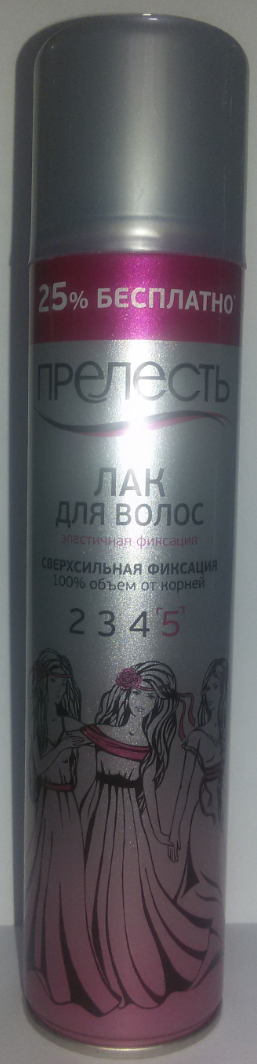 25% БЕСПЛАТНО*
ПРЕЛЕСТЬ
ЛАК
ДЛЯ ВОЛОС
эластичная фиксация
СВЕРХСИЛЬНАЯ ФИКСАЦИЯ
100% объем от корней
2 3 4 5